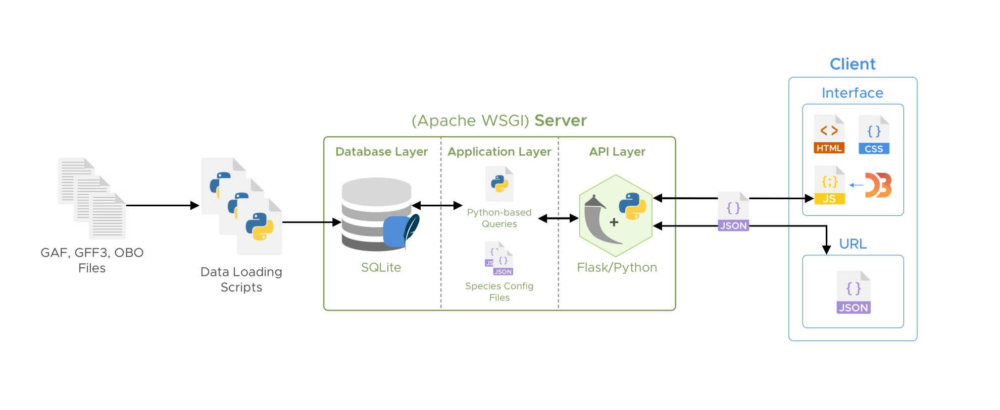 GAF, GFF3, OBO
Files
Data Loading
Scripts
(Apache WSGI) Server
Database Layer
SQLite
Application Layer
Python-based
Queries
{ }
JS
{ }
JSON
Species Config
Files
API Layer
+
Flask/Python
{ }
JSON
Client
Interface
< >
HTML
{ }
CSS
{;}
JS
D3
URL
{ }
JSON